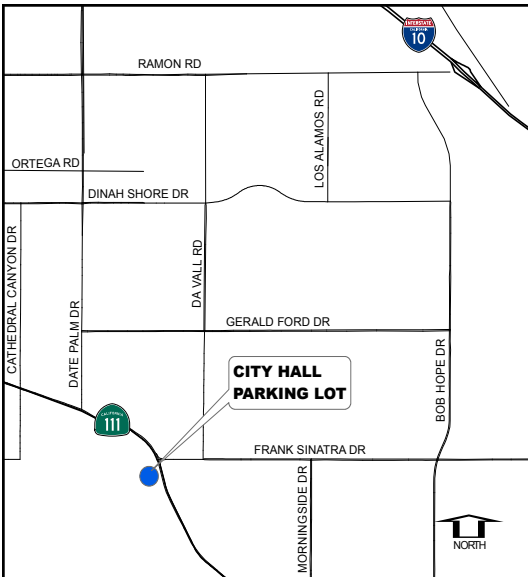 INTERSTATE
CALIFORNIA
10
RAMON RD
LOS ALAMOS RD
ORTEGA RD
DINAH SHORE DR
CATHEDRAL CANYON DR
DA VALL RD
DATE PALM DR
GERALD FORD DR
BOB HOPE DR
CITY HALL
PARKING LOT
CALIFORNIA
111
FRANK SINATRA DR
MORNINGSIDE DR
NORTH